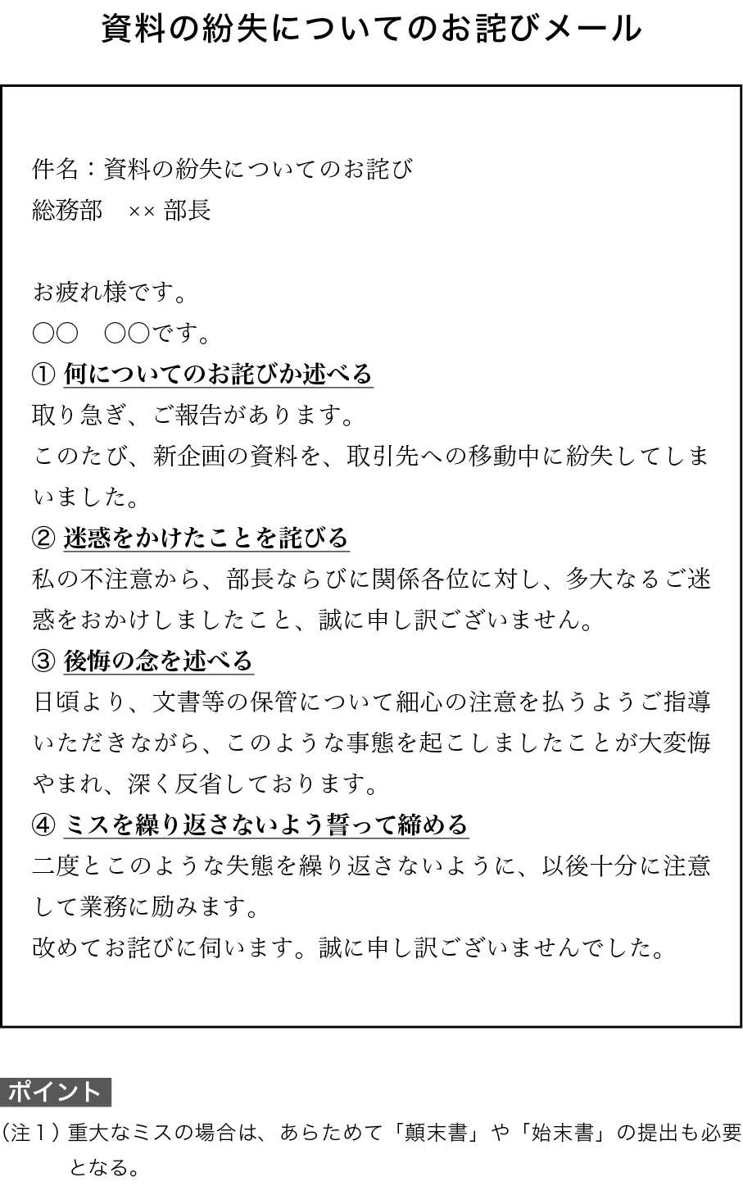 資料の紛失についてのお詫びメール
件名：資料の紛失についてのお詫び
総務部　×× 部長
お疲れ様です。
○○　○○です。
① 何についてのお詫びか述べる
取り急ぎ、ご報告があります。
このたび、新企画の資料を、取引先への移動中に紛失してしま
いました。
② 迷惑をかけたことを詫びる
私の不注意から、部長ならびに関係各位に対し、多大なるご迷
惑をおかけしましたこと、誠に申し訳ございません。
③ 後悔の念を述べる
日頃より、文書等の保管について細心の注意を払うようご指導
いただきながら、このような事態を起こしましたことが大変悔
やまれ、深く反省しております。
④ ミスを繰り返さないよう誓って締める
二度とこのような失態を繰り返さないように、以後十分に注意
して業務に励みます。
改めてお詫びに伺います。誠に申し訳ございませんでした。
ポイント
（注１）重大なミスの場合は、あらためて「顛末書」や「始末書」の提出も必要
となる。